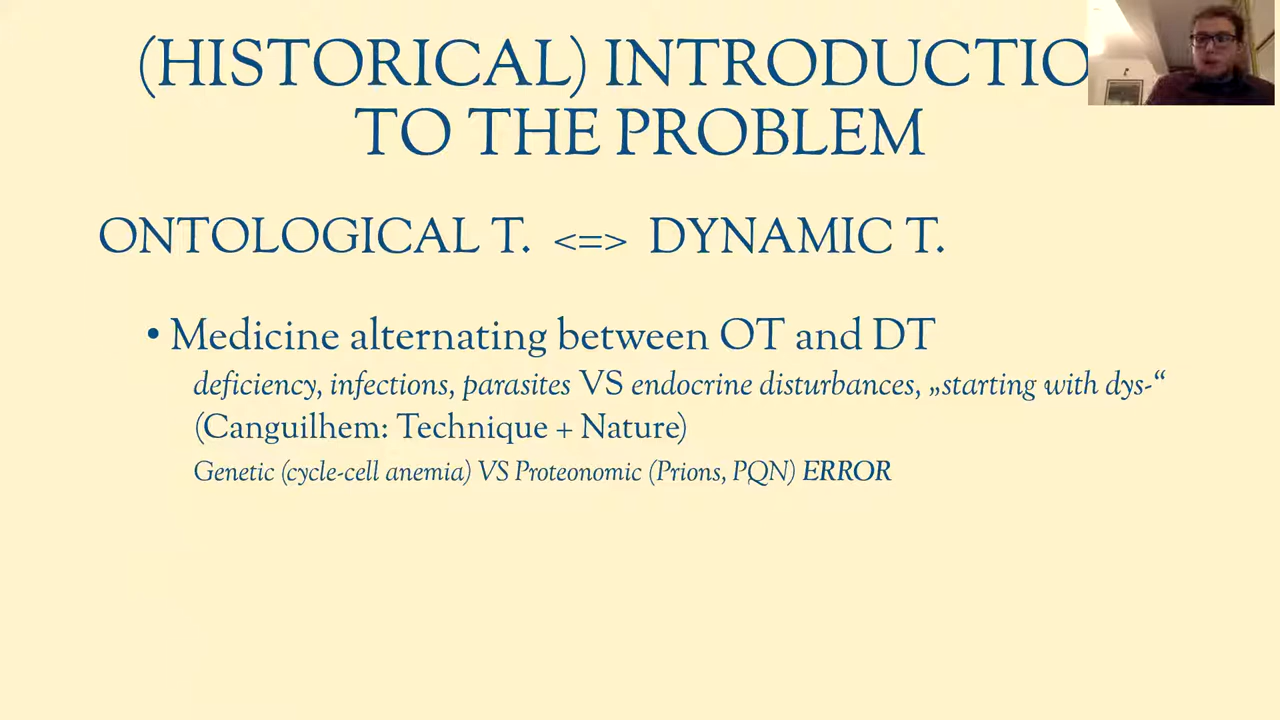 (HISTORICAL) INTRODUCTIO
TO THE PROBLEM
ONTOLOGICAL T. <=> DYNAMIC T.
• Medicine alternating between OT and DT
deficiency, infections, parasites VS endocrine disturbances, „starting with dys-“
(Canguilhem: Technique + Nature)
Genetic (cycle-cell anemia) VS Proteonomic (Prions, PQN) ERROR